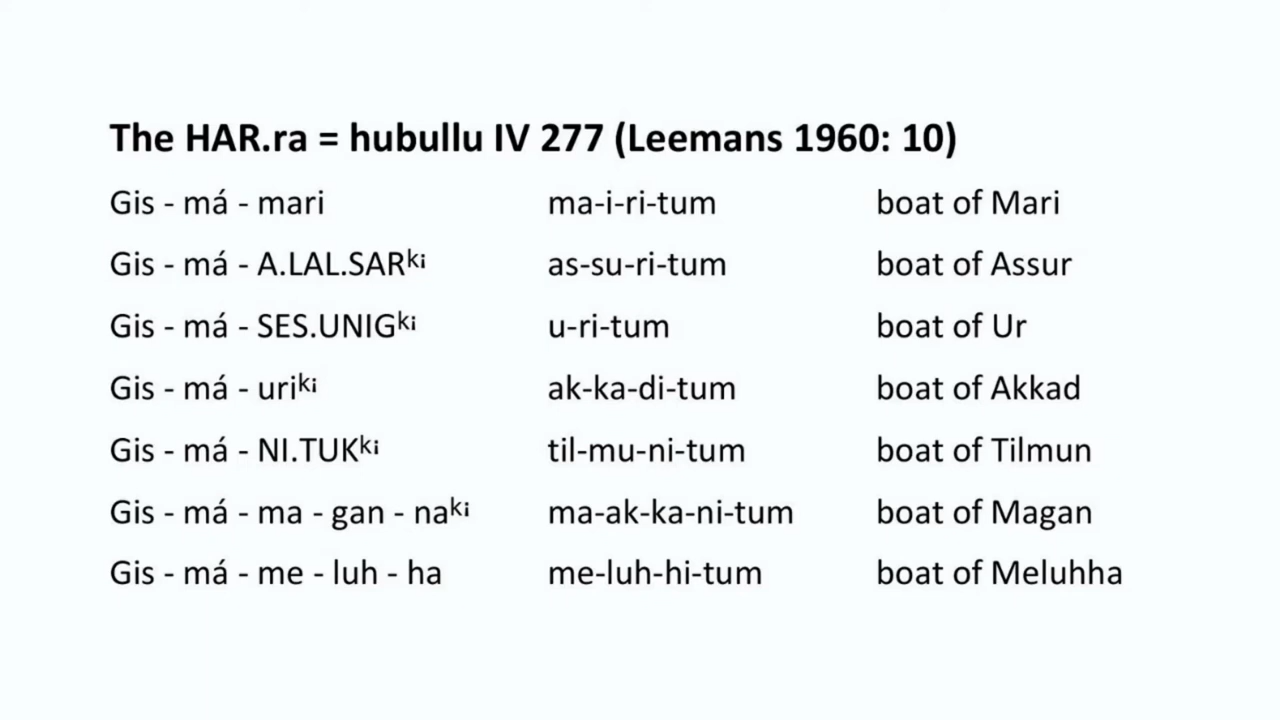 The HAR.ra = hubullu IV 277 (Leemans 1960: 10)
Gis - má - mari ma-i-ri-tum boat of Mari
Gis - má - A.LAL.SARᵏⁱ as-su-ri-tum boat of Assur
Gis - má - SES.UNIGᵏⁱ u-ri-tum boat of Ur
Gis - má - uriᵏⁱ ak-ka-di-tum boat of Akkad
Gis - má - NI.TUKᵏⁱ til-mu-ni-tum boat of Tilmun
Gis - má - ma - gan - naᵏⁱ ma-ak-ka-ni-tum boat of Magan
Gis - má - me - luh - ha me-luh-hi-tum boat of Meluhha